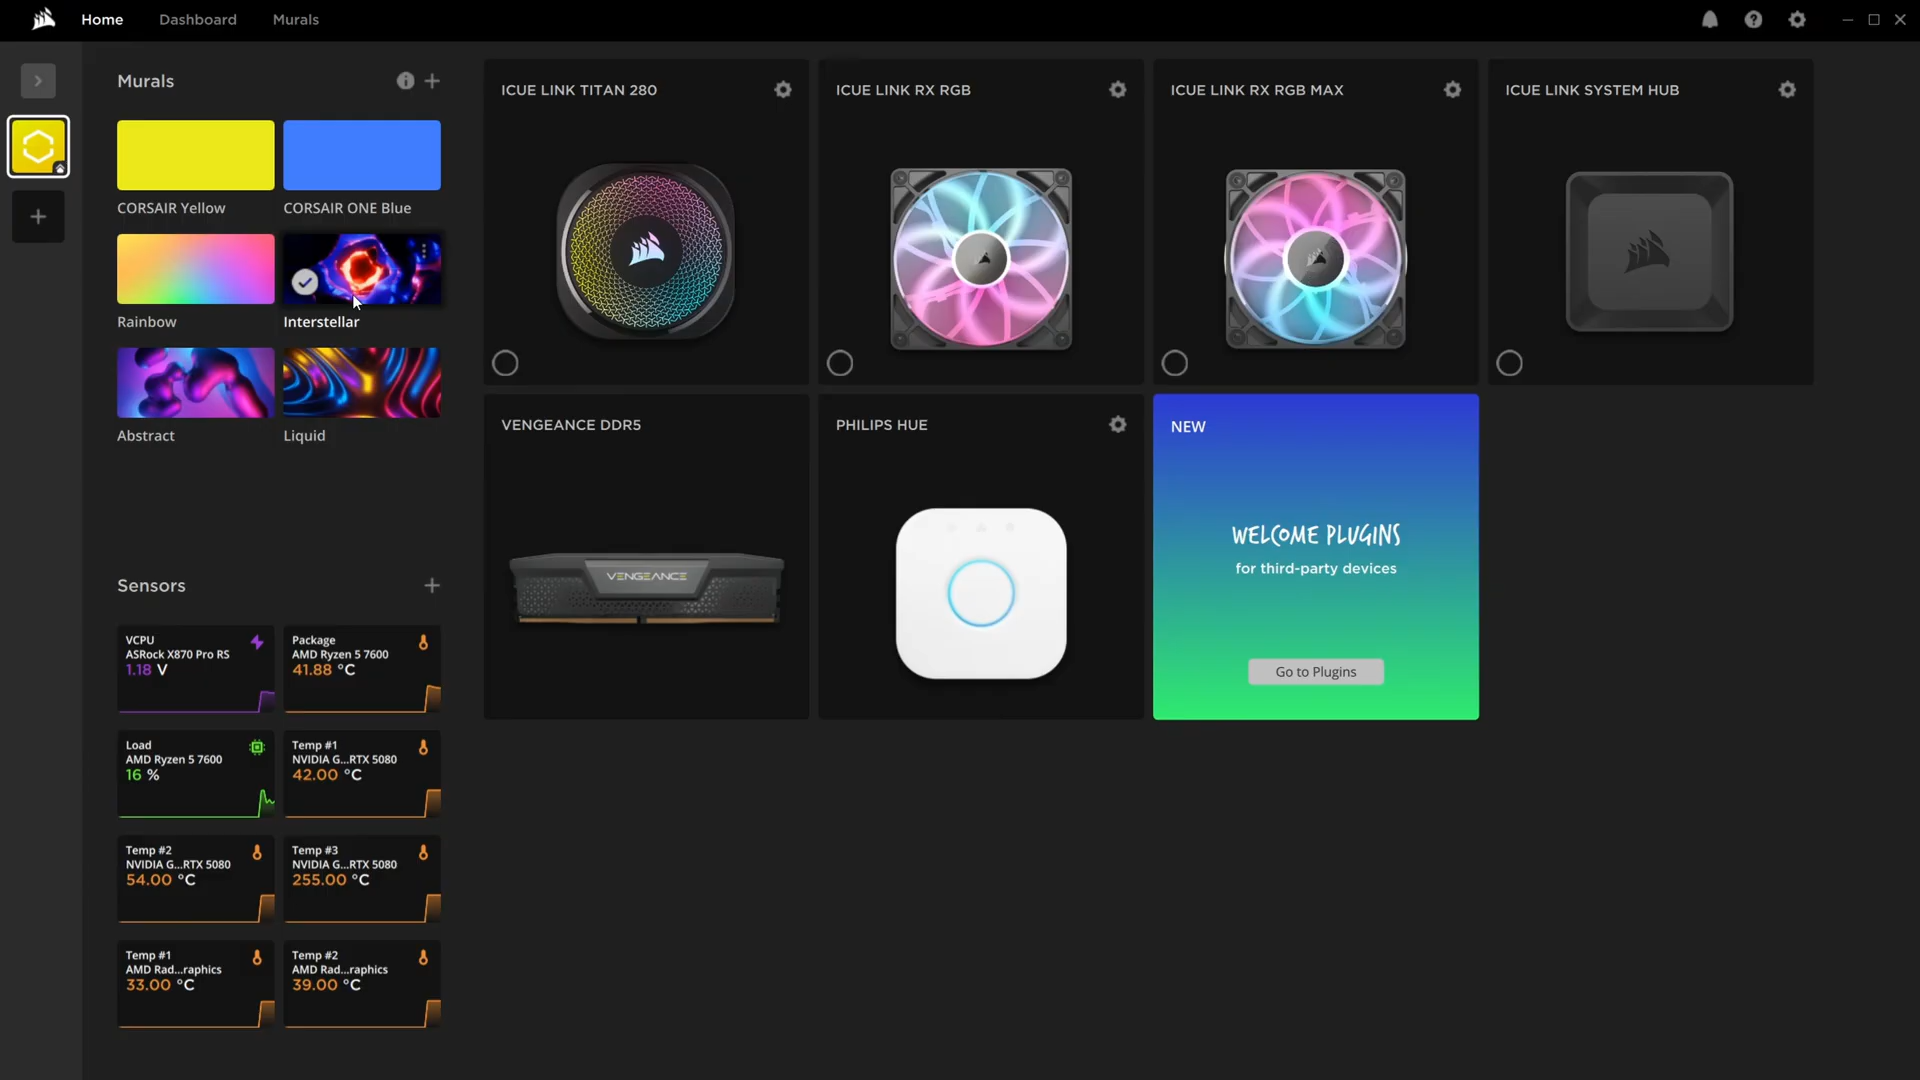 Home
Dashboard
Murals
Murals
CORSAIR Yellow
CORSAIR ONE Blue
Rainbow
Interstellar
Abstract
Liquid
Sensors
VCPU
ASRock X870 Pro RS
1.18 V
Package
AMD Ryzen 5 7600
41.88 °C
Load
AMD Ryzen 5 7600
16 %
Temp #1
NVIDIA G...RTX 5080
42.00 °C
Temp #2
NVIDIA G...RTX 5080
54.00 °C
Temp #3
NVIDIA G...RTX 5080
255.00 °C
Temp #1
AMD Rad...raphics
33.00 °C
Temp #2
AMD Rad...raphics
39.00 °C
ICUE LINK TITAN 280
ICUE LINK RX RGB
ICUE LINK RX RGB MAX
ICUE LINK SYSTEM HUB
VENGEANCE DDR5
VENGEANCE
PHILIPS HUE
NEW
WELCOME PLUGINS
for third-party devices
Go to Plugins